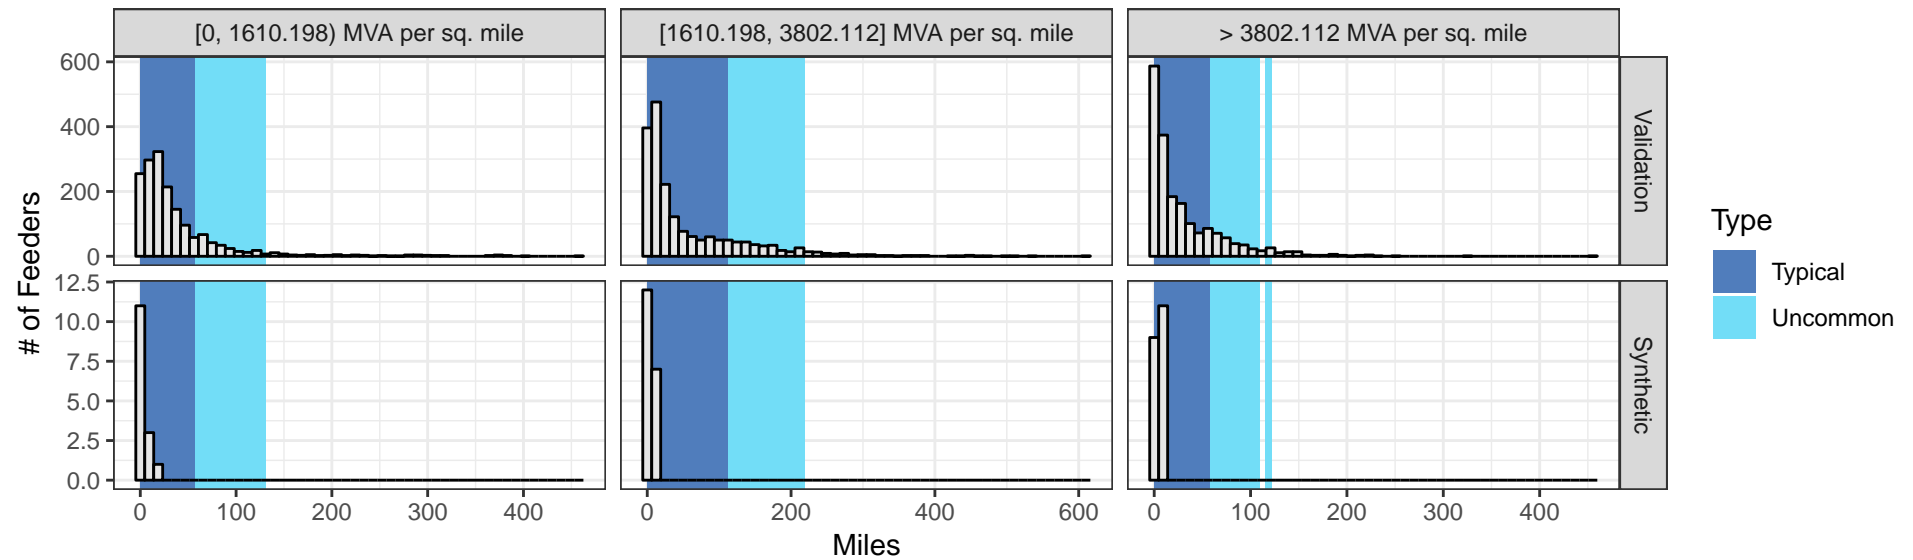 [0, 1610.198) MVA per sq. mile
[1610.198, 3802.112] MVA per sq. mile
> 3802.112 MVA per sq. mile
# of Feeders
600
400
200
0
Validation
12.5
10.0
7.5
5.0
2.5
0.0
Synthetic
0 100 200 300 400
0 200 400 600
0 100 200 300 400
Miles
Type
Typical
Uncommon